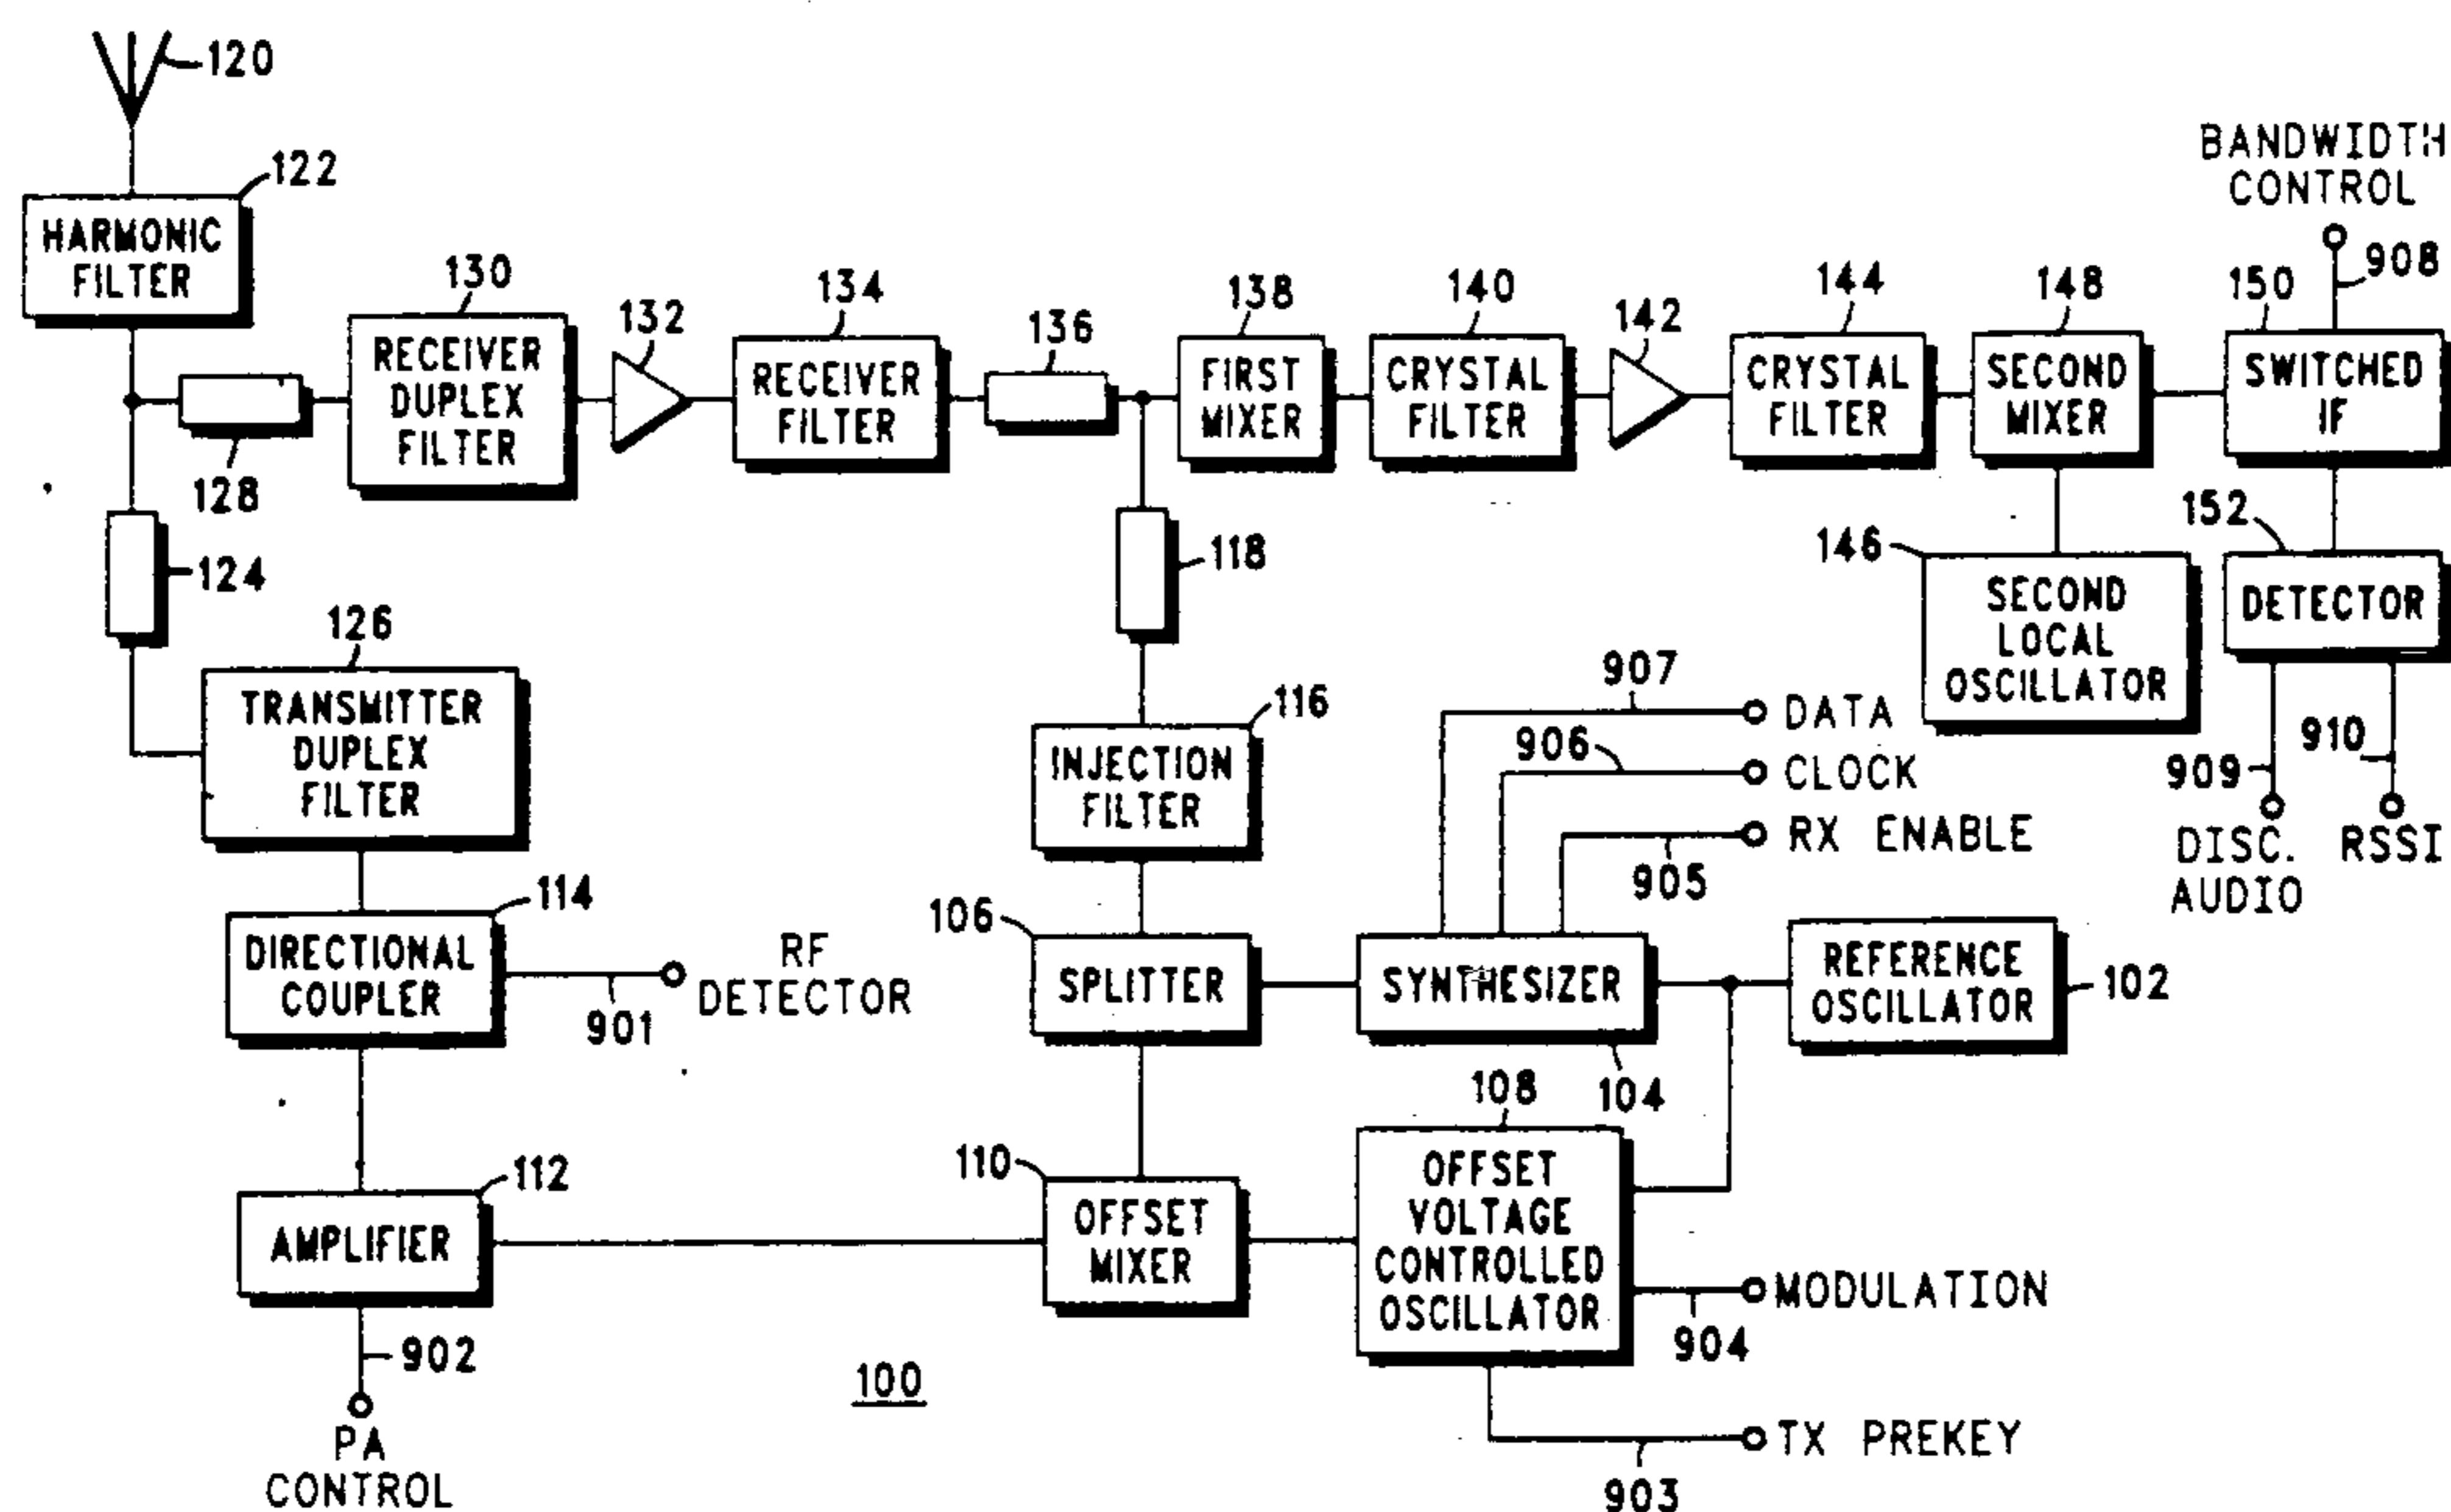 120
122
HARMONIC
FILTER
130
RECEIVER
DUPLEX
FILTER
128
124
132
134
RECEIVER
FILTER
136
138
FIRST
MIXER
140
CRYSTAL
FILTER
142
144
CRYSTAL
FILTER
148
SECOND
MIXER
BANDWIDTH
CONTROL
908
150
SWITCHED
IF
146
SECOND
LOCAL
OSCILLATOR
152
DETECTOR
909
910
DISC.
AUDIO
RSSI
118
116
INJECTION
FILTER
907
DATA
906
CLOCK
RX ENABLE
905
126
TRANSMITTER
DUPLEX
FILTER
114
DIRECTIONAL
COUPLER
901
RF
DETECTOR
106
SPLITTER
SYNTHESIZER
104
REFERENCE
OSCILLATOR
102
112
AMPLIFIER
902
PA
CONTROL
110
OFFSET
MIXER
108
OFFSET
VOLTAGE
CONTROLLED
OSCILLATOR
MODULATION
904
TX PREKEY
903
100